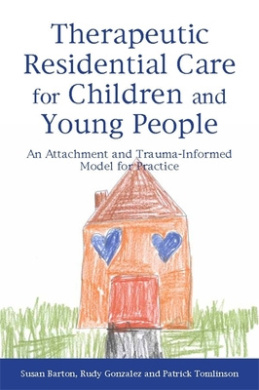 Therapeutic
Residential Care
for Children and
Young People
An Attachment and Trauma-Informed
Model for Practice
Susan Barton, Rudy Gonzalez and Patrick Tomlinson